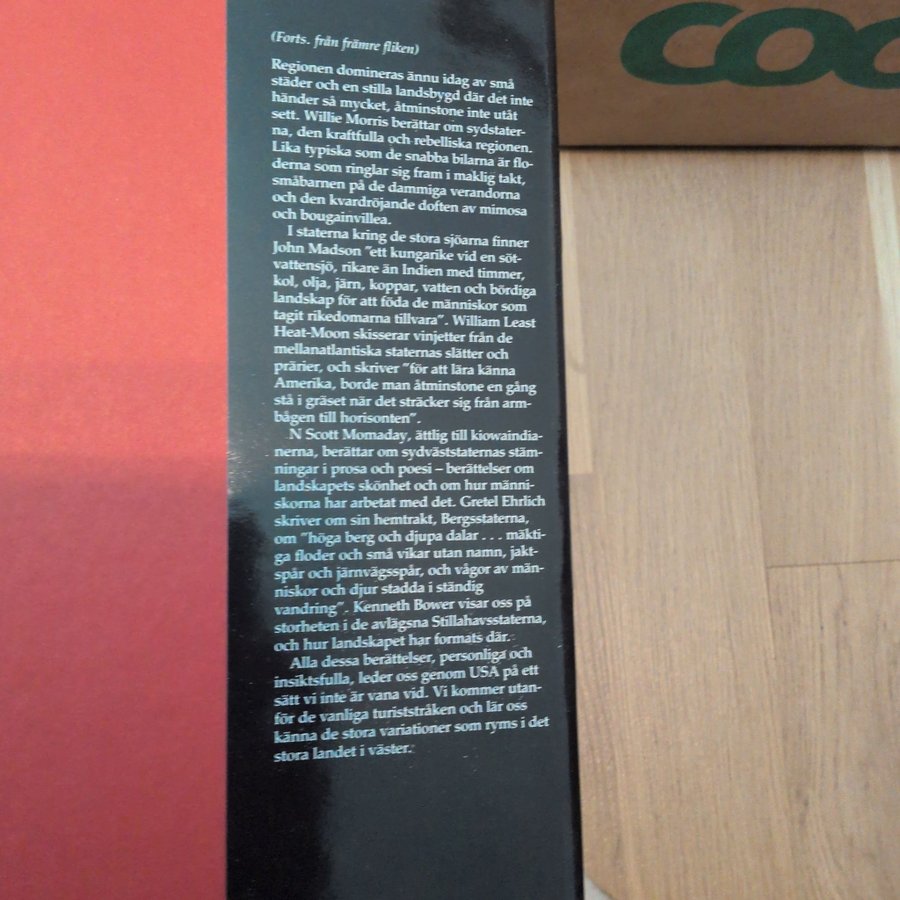 (Forts. från främre fliken)
Regionen domineras ännu idag av små
städer och en stilla landsbygd där det inte
händer så mycket, åtminstone inte utåt
sett. Willie Morris berättar om sydstater-
na, den kraftfulla och rebelliska regionen.
Lika typiska som de snabba bilarna är flo-
derna som ringlar sig fram i maklig takt,
småbarnen på de dammiga verandorna
och den kvardröjande doften av mimosa
och bougainvillea.
I staterna kring de stora sjöarna finner
John Madson "ett kungarike vid en söt-
vattensjö, rikare än Indien med timmer,
kol, olja, järn, koppar, vatten och bördiga
landskap för att föda de människor som
tagit rikedomarna tillvara". William Least
Heat-Moon skisserar vinjetter från de
mellanatlantiska staternas slätter och
prärier, och skriver "för att lära känna
Amerika, borde man åtminstone en gång
stå i gräset när det sträcker sig från arm-
bågen till horisonten".
N Scott Momaday, ättlig till kiowaindia-
nerna, berättar om sydväststaternas stäm-
ningar i prosa och poesi – berättelser om
landskapets skönhet och om hur männi-
skorna har arbetat med det. Gretel Ehrlich
skriver om sin hemtrakt, Bergsstaterna,
om "höga berg och djupa dalar . . . mäkti-
ga floder och små vikar utan namn, jakt-
spår och järnvägsspår, och vågor av män-
niskor och djur stadda i ständig
vandring". Kenneth Bower visar oss på
storheten i de avlägsna Stillahavsstaterna,
och hur landskapet har formats där.
Alla dessa berättelser, personliga och
insiktsfulla, leder oss genom USA på ett
sätt vi inte är vana vid. Vi kommer utan-
för de vanliga turiststråken och lär oss
känna de stora variationer som ryms i det
stora landet i väster.
COO